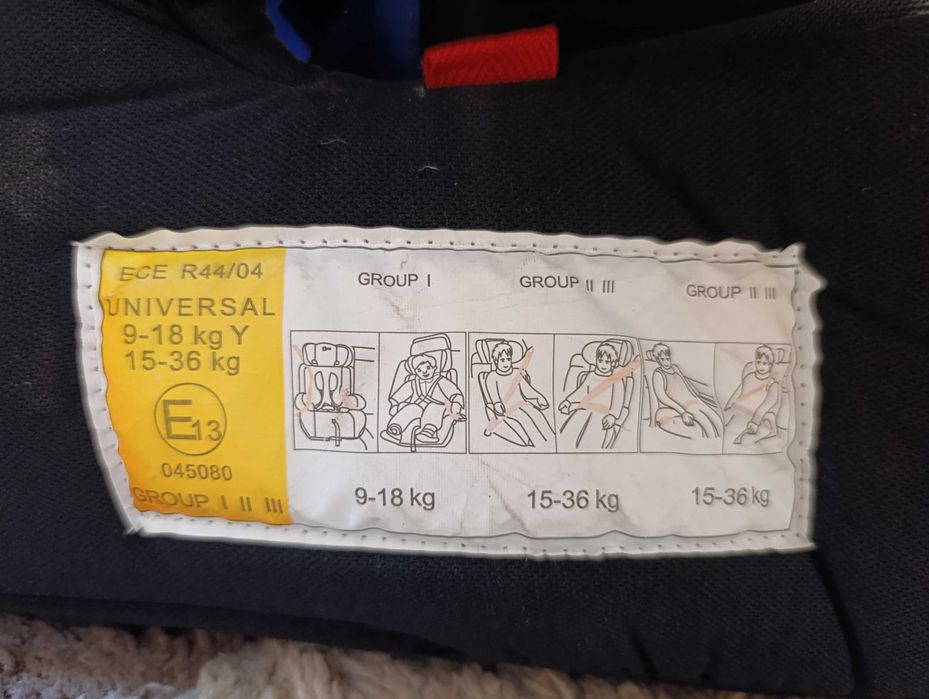 ECE R44/04
UNIVERSAL
9-18 kg Y
15-36 kg
E13
045080
GROUP I II III
GROUP I
9-18 kg
GROUP II III
15-36 kg
GROUP II III
15-36 kg